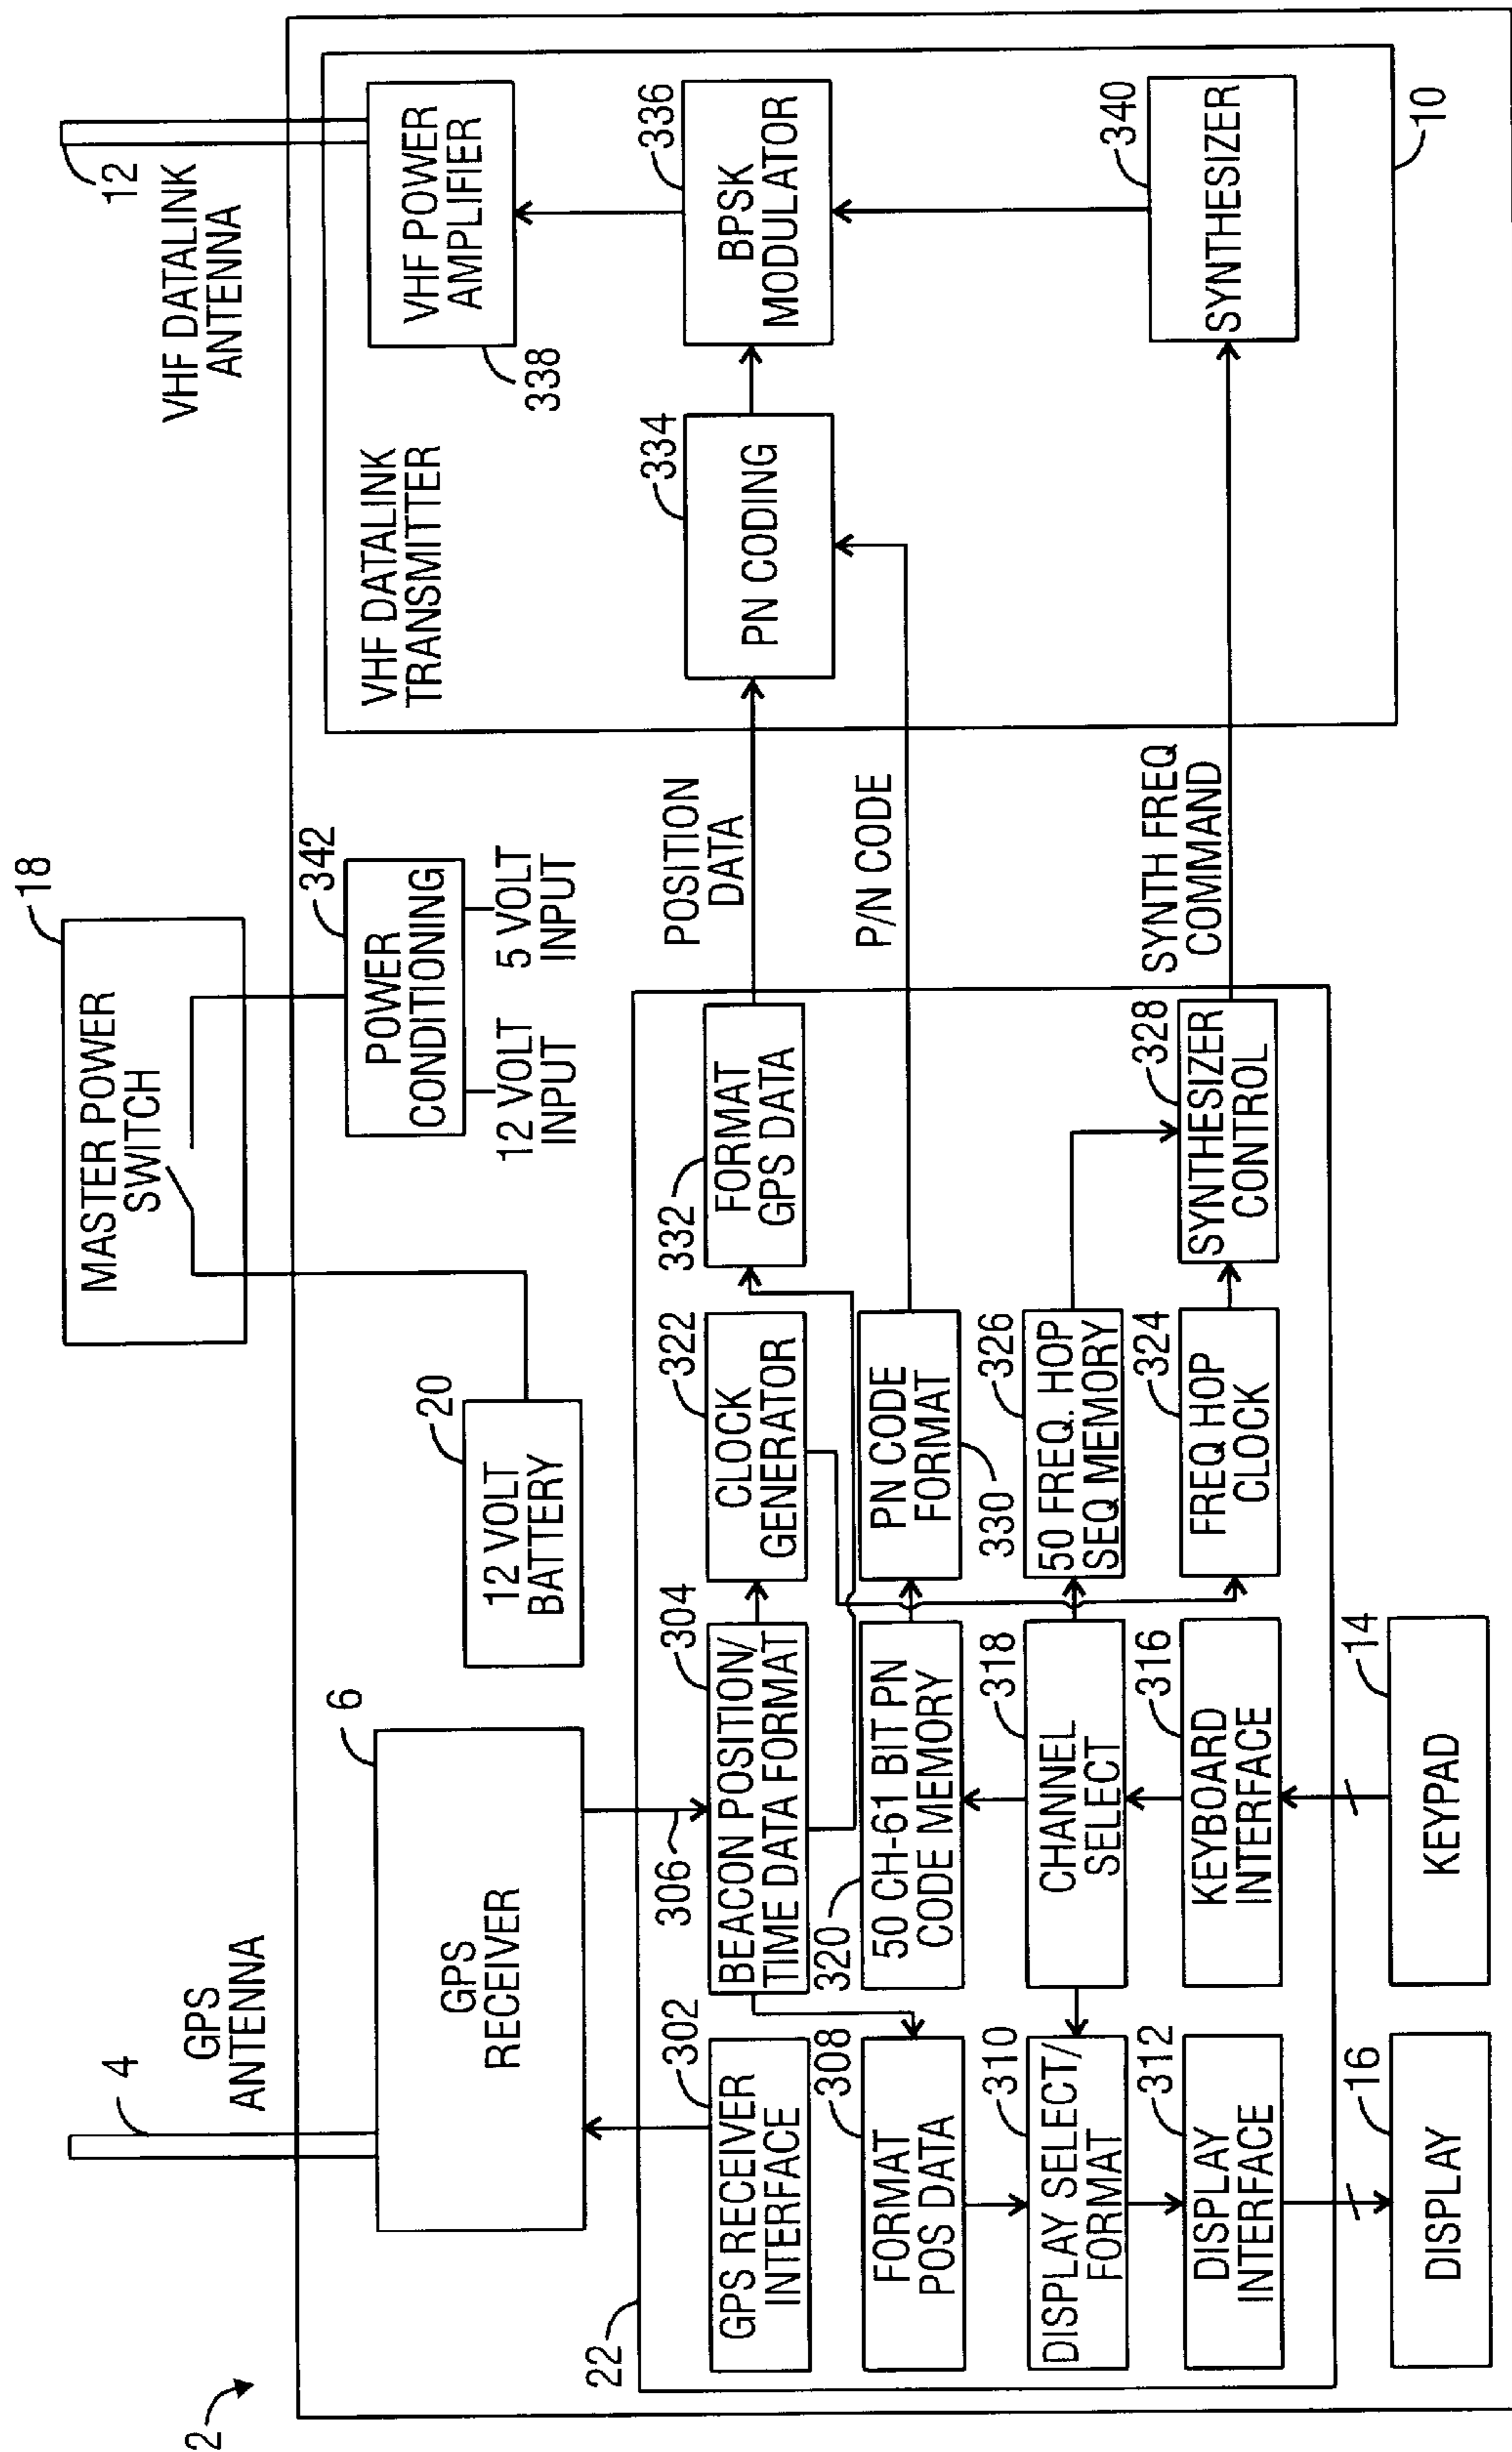 2
4
GPS
ANTENNA
6
GPS
RECEIVER
18
MASTER POWER
SWITCH
20
12 VOLT
BATTERY
342
POWER
CONDITIONING
12 VOLT
INPUT
5 VOLT
INPUT
12
VHF DATALINK
ANTENNA
VHF DATALINK
TRANSMITTER
VHF POWER
AMPLIFIER
338
334
PN CODING
336
BPSK
MODULATOR
340
SYNTHESIZER
10
22
302
GPS RECEIVER
INTERFACE
306
304
BEACON POSITION/
TIME DATA FORMAT
322
CLOCK
GENERATOR
332
FORMAT
GPS DATA
POSITION
DATA
308
FORMAT
POS DATA
320
50 CH-61 BIT PN
CODE MEMORY
PN CODE
FORMAT
330
P/N CODE
310
DISPLAY SELECT/
FORMAT
318
CHANNEL
SELECT
326
50 FREQ. HOP
SEQ MEMORY
328
SYNTHESIZER
CONTROL
SYNTH FREQ
COMMAND
312
DISPLAY
INTERFACE
316
KEYBOARD
INTERFACE
324
FREQ HOP
CLOCK
16
DISPLAY
14
KEYPAD